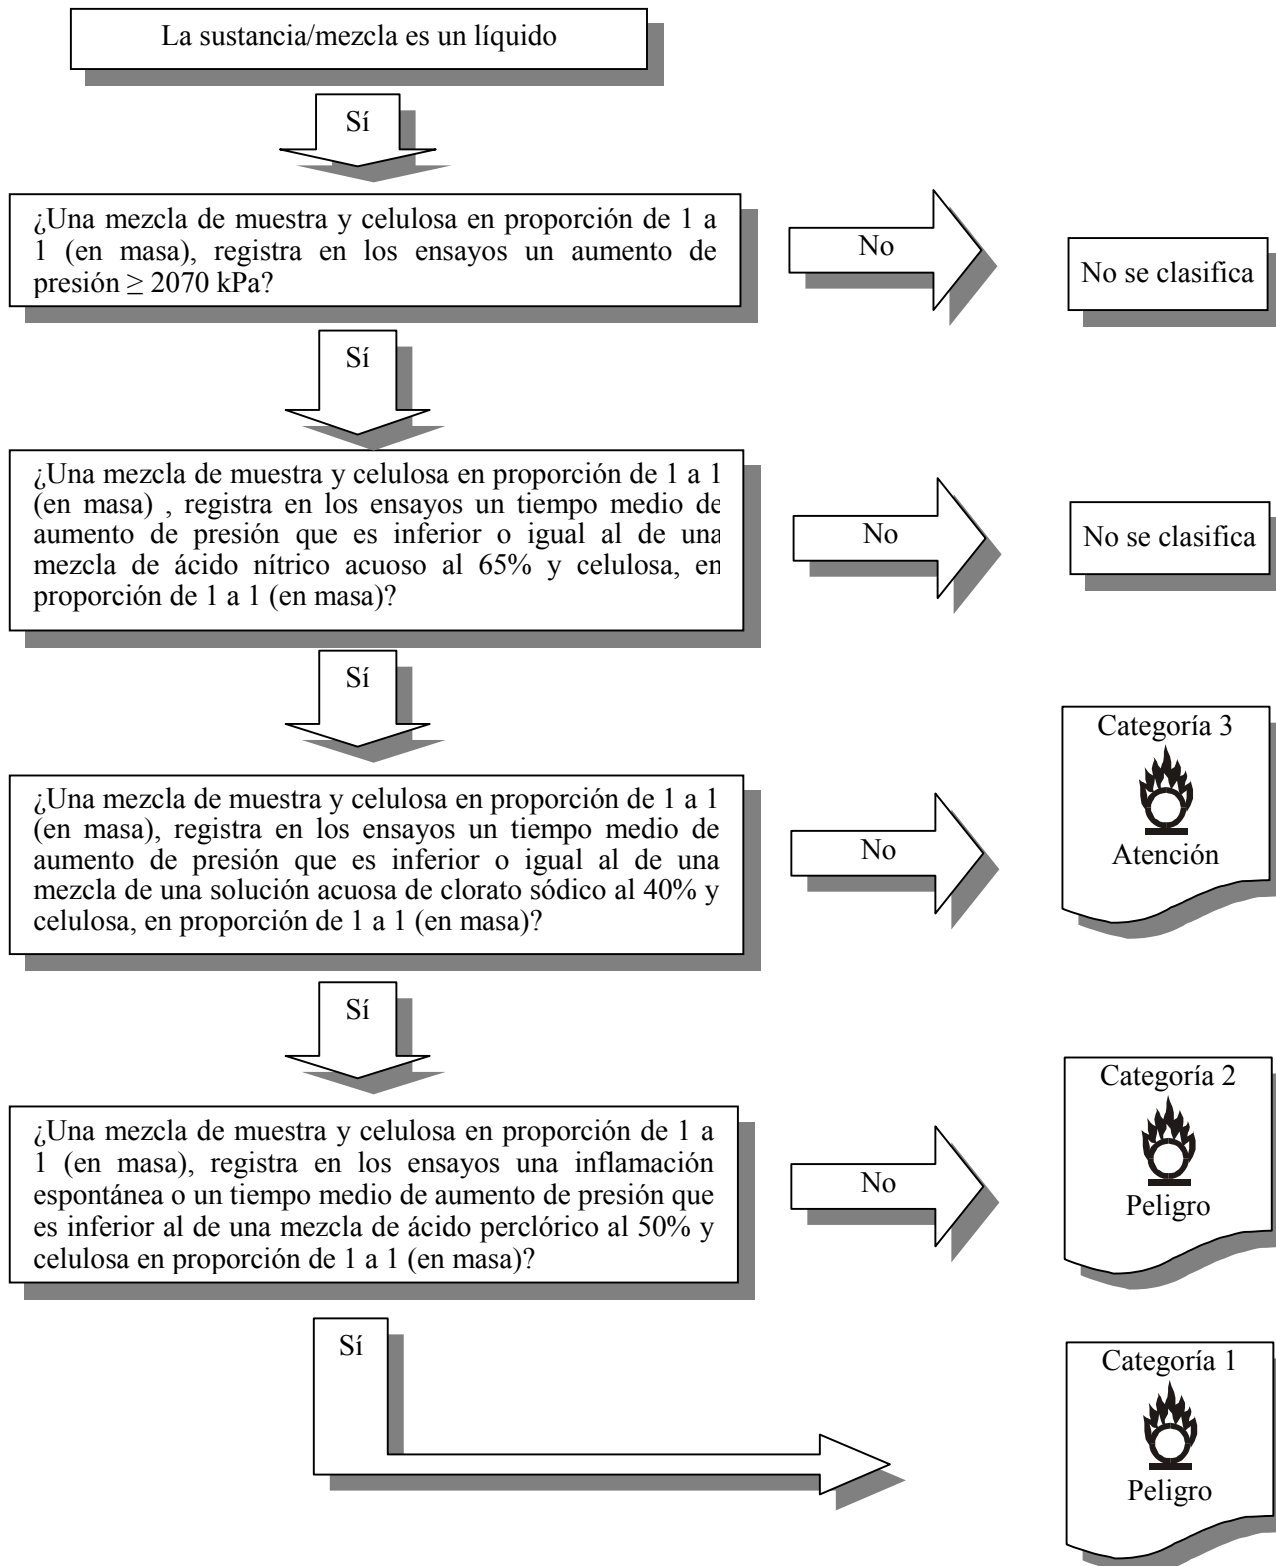 La sustancia/mezcla es un líquido
Sí
¿Una mezcla de muestra y celulosa en proporción de 1 a
1 (en masa), registra en los ensayos un aumento de
presión ≥ 2070 kPa?
No
No se clasifica
Sí
¿Una mezcla de muestra y celulosa en proporción de 1 a 1
(en masa) , registra en los ensayos un tiempo medio de
aumento de presión que es inferior o igual al de una
mezcla de ácido nítrico acuoso al 65% y celulosa, en
proporción de 1 a 1 (en masa)?
No
No se clasifica
Sí
¿Una mezcla de muestra y celulosa en proporción de 1 a 1
(en masa), registra en los ensayos un tiempo medio de
aumento de presión que es inferior o igual al de una
mezcla de una solución acuosa de clorato sódico al 40% y
celulosa, en proporción de 1 a 1 (en masa)?
No
Categoría 3
Atención
Sí
¿Una mezcla de muestra y celulosa en proporción de 1 a
1 (en masa), registra en los ensayos una inflamación
espontánea o un tiempo medio de aumento de presión que
es inferior al de una mezcla de ácido perclórico al 50% y
celulosa en proporción de 1 a 1 (en masa)?
No
Categoría 2
Peligro
Sí
Categoría 1
Peligro